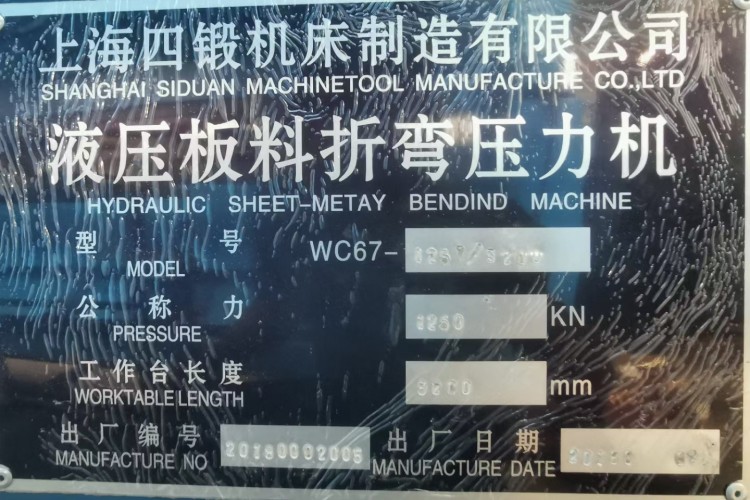 上海四锻机床制造有限公司
SHANGHAI SIDUAN MACHINETOOL MANUFACTURE CO.,LTD
液压板料折弯压力机
HYDRAULIC SHEET-METAY BENDIND MACHINE
型号 WC67-
MODEL
公称力 1250 KN
PRESSURE
工作台长度 mm
WORKTABLE LENGTH
出厂编号 出厂日期
MANUFACTURE NO MANUFACTURE DATE